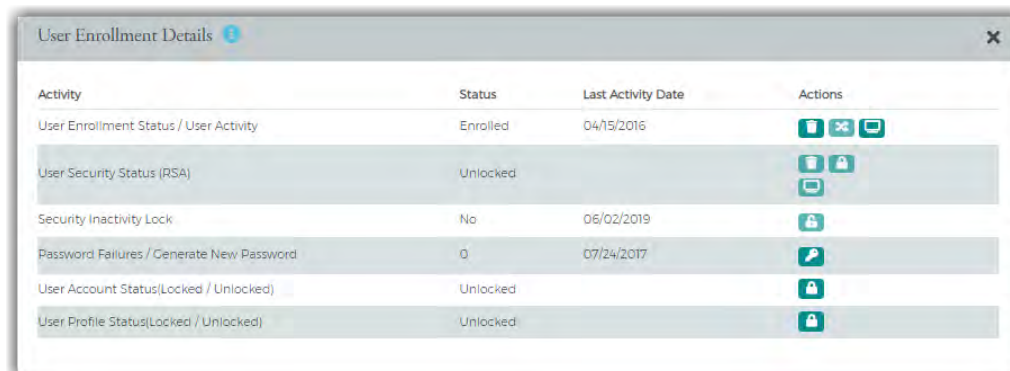 User Enrollment Details
Activity Status Last Activity Date Actions
User Enrollment Status / User Activity Enrolled 04/15/2016
User Security Status (RSA) Unlocked
Security Inactivity Lock No 06/02/2019
Password Failures / Generate New Password 0 07/24/2017
User Account Status(Locked / Unlocked) Unlocked
User Profile Status(Locked / Unlocked) Unlocked